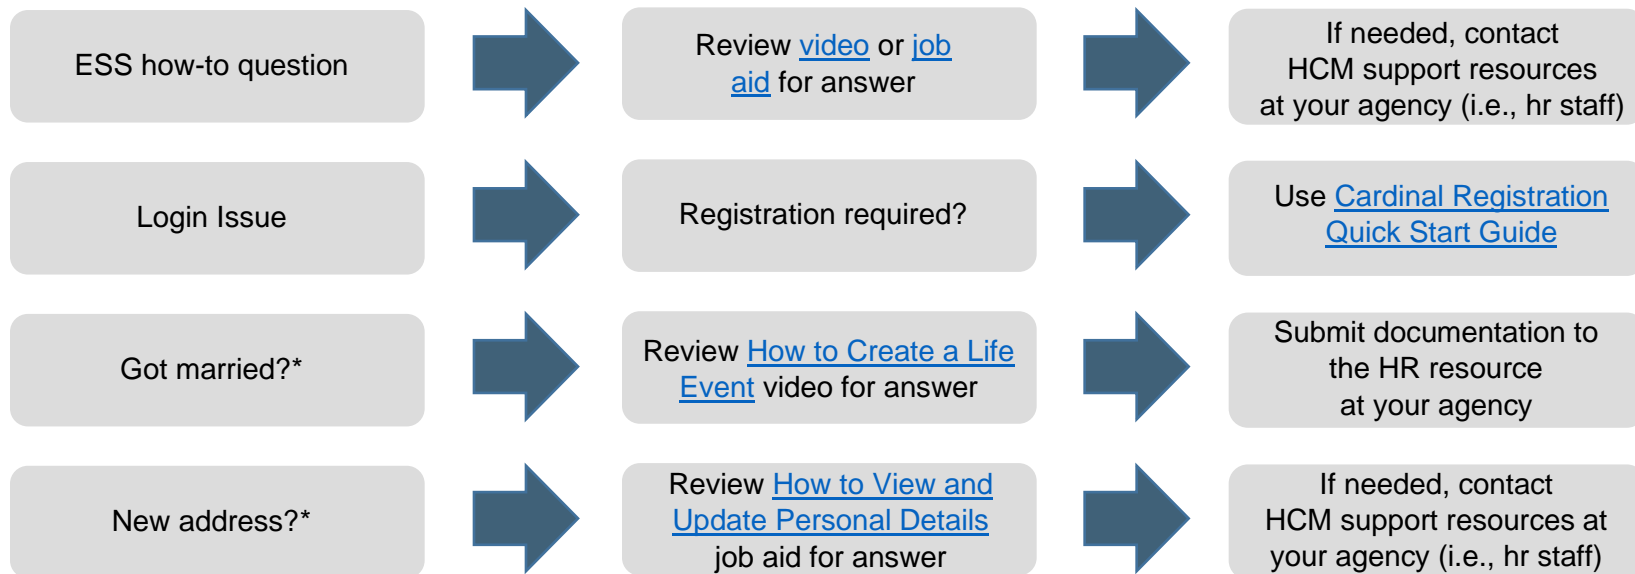 ESS how-to question
Review video or job
aid for answer
If needed, contact
HCM support resources
at your agency (i.e., hr staff)
Login Issue
Registration required?
Use Cardinal Registration
Quick Start Guide
Got married?*
Review How to Create a Life
Event video for answer
Submit documentation to
the HR resource
at your agency
New address?*
Review How to View and
Update Personal Details
job aid for answer
If needed, contact
HCM support resources at
your agency (i.e., hr staff)